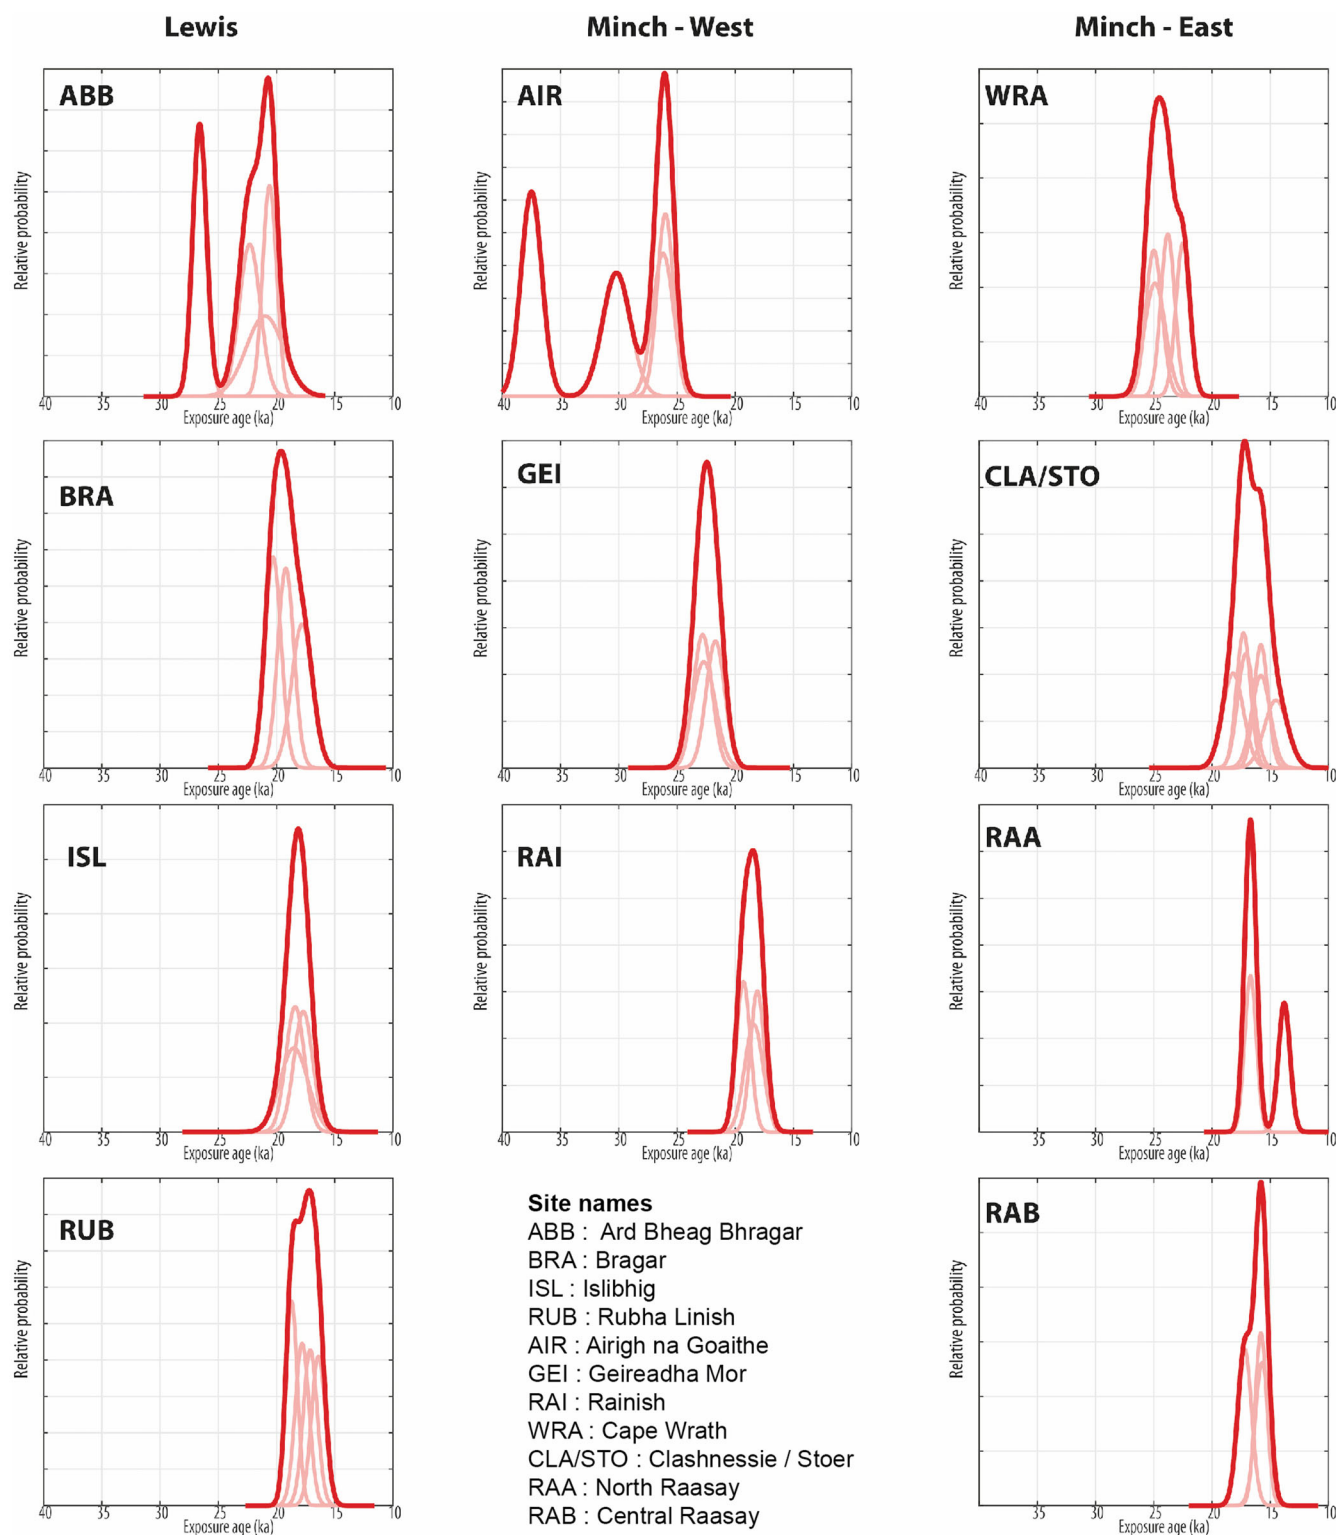 Lewis
Minch - West
Minch - East
ABB
Relative probability
40 35 30 25 20 15 10
Exposure age (ka)
AIR
Relative probability
40 35 30 25 20 15 10
Exposure age (ka)
WRA
Relative probability
40 35 30 25 20 15 10
Exposure age (ka)
BRA
Relative probability
40 35 30 25 20 15 10
Exposure age (ka)
GEI
Relative probability
40 35 30 25 20 15 10
Exposure age (ka)
CLA/STO
Relative probability
40 35 30 25 20 15 10
Exposure age (ka)
ISL
Relative probability
40 35 30 25 20 15 10
Exposure age (ka)
RAI
Relative probability
40 35 30 25 20 15 10
Exposure age (ka)
RAA
Relative probability
35 30 25 20 15 10
Exposure age (ka)
RUB
Relative probability
40 35 30 25 20 15 10
Exposure age (ka)
Site names
ABB : Ard Bheag Bhragar
BRA : Bragar
ISL : Islibhig
RUB : Rubha Linish
AIR : Airigh na Goaithe
GEI : Geireadha Mor
RAI : Rainish
WRA : Cape Wrath
CLA/STO : Clashnessie / Stoer
RAA : North Raasay
RAB : Central Raasay
RAB
Relative probability
40 35 30 25 20 15 10
Exposure age (ka)